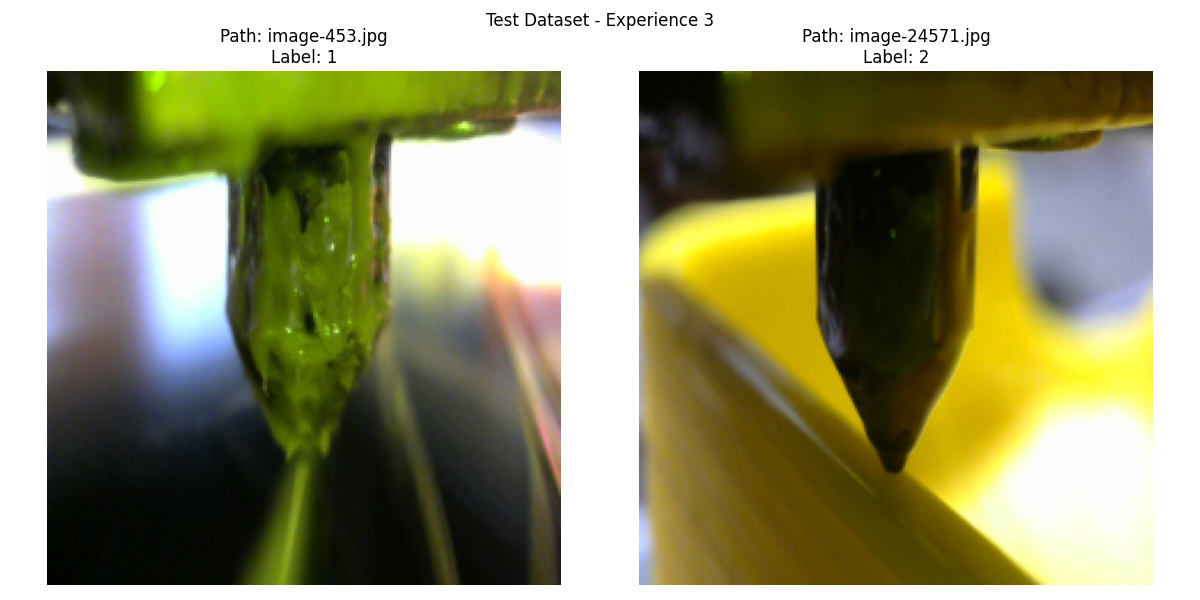 Test Dataset - Experience 3
Path: image-453.jpg
Label: 1
Path: image-24571.jpg
Label: 2